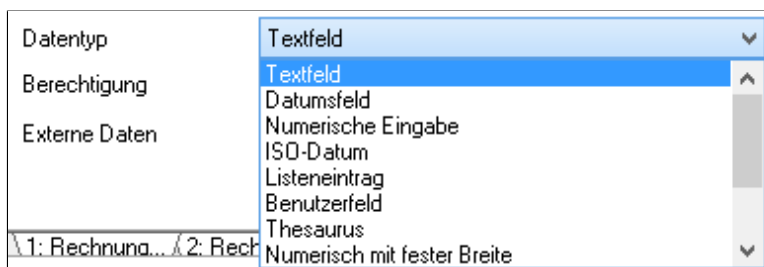 Datentyp
Textfeld
Textfeld
Berechtigung
Datumsfeld
Numerische Eingabe
Externe Daten
ISO-Datum
Listeneintrag
Benutzerfeld
Thesaurus
1: Rechnung... 2: Rech
Numerisch mit fester Breite